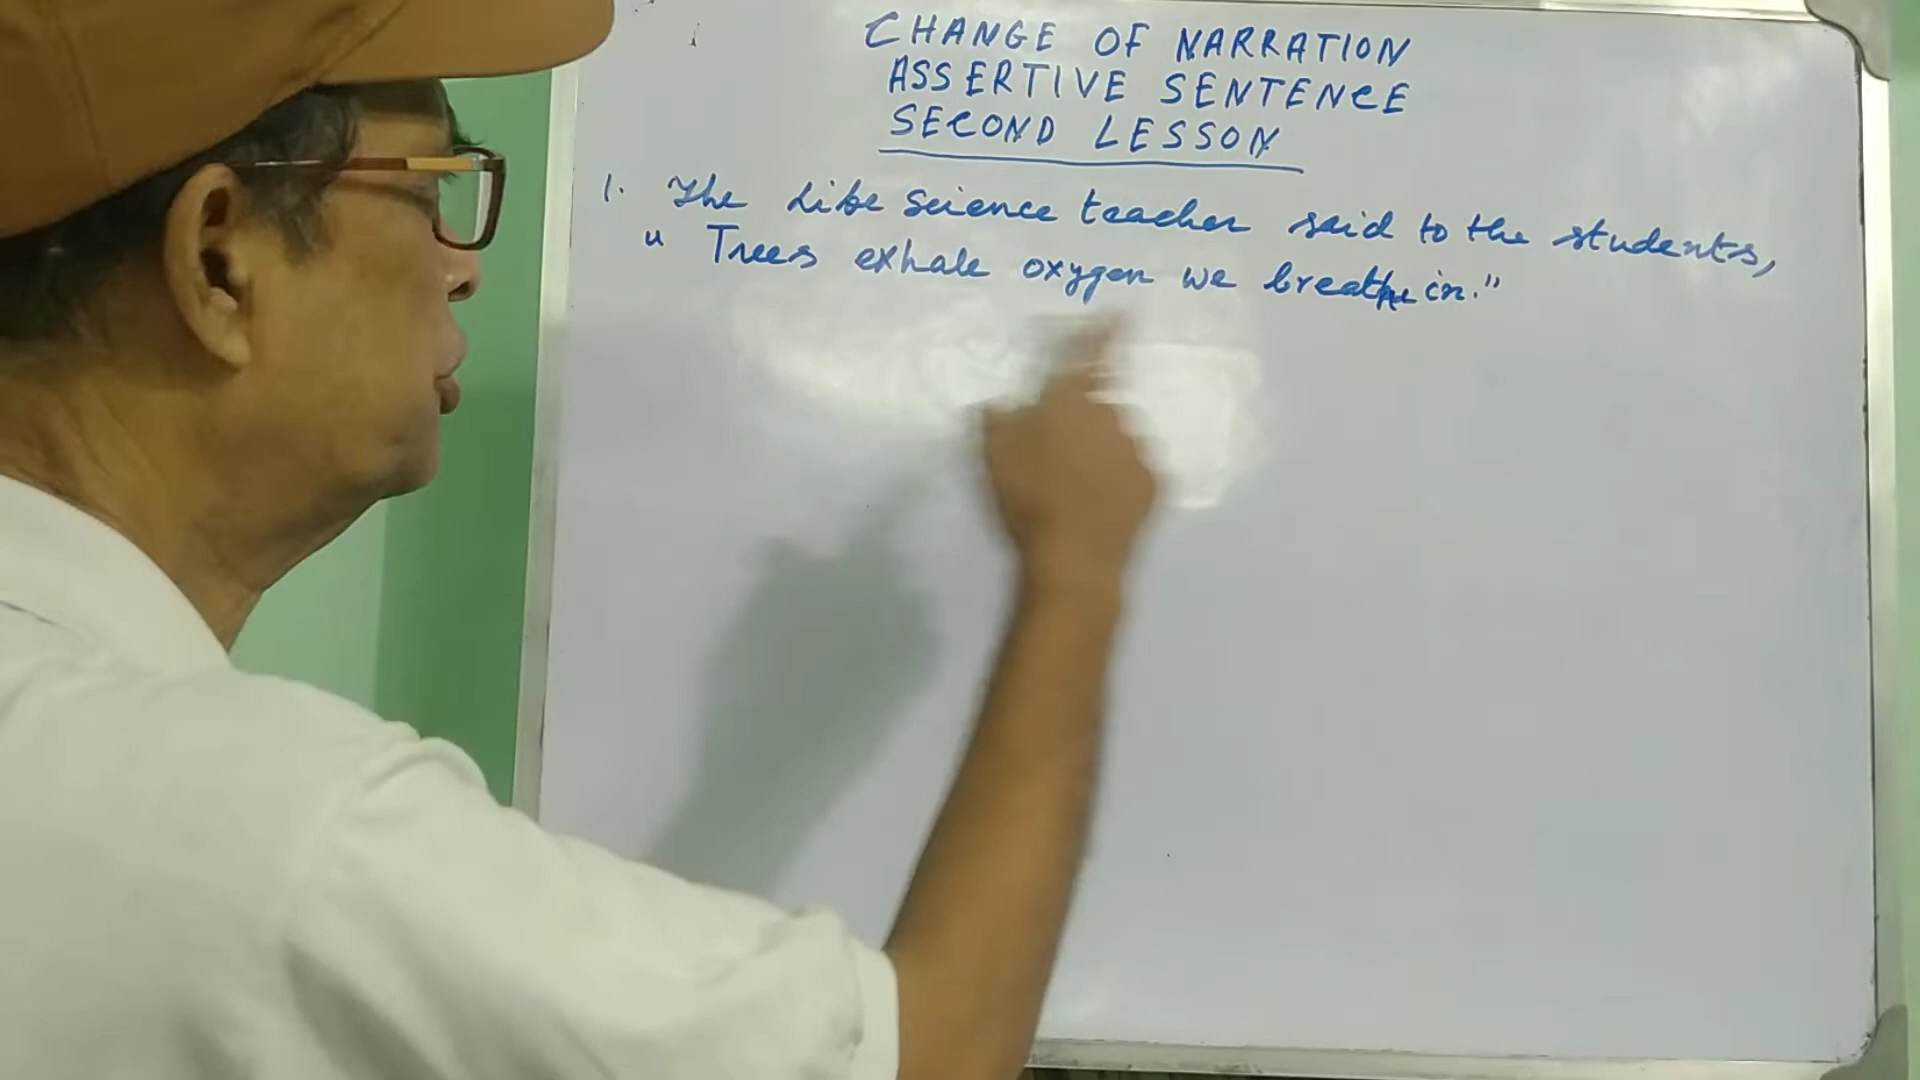 CHANGE OF NARRATION
ASSERTIVE SENTENCE
SECOND LESSON
1. The life science teacher said to the students,
" Trees exhale oxygen we breathe in."